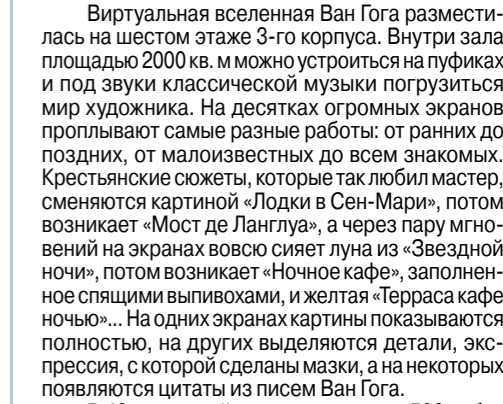 Виртуальная вселенная Ван Гога размести-
лась на шестом этаже 3-го корпуса. Внутри зала
площадью 2000 кв. м можно устроиться на пуфиках
и под звуки классической музыки погрузиться
мир художника. На десятках огромных экранов
проплывают самые разные работы: от ранних до
поздних, от малоизвестных до всем знакомых.
Крестьянские сюжеты, которые так любил мастер,
сменяются картиной «Лодки в Сен-Мари», потом
возникает «Мост де Ланглуа», а через пару мгно-
вений на экранах вовсю сияет луна из «Звездной
ночи», потом возникает «Ночное кафе», заполнен-
ное спящими выпивохами, и желтая «Терраса кафе
ночью»... На одних экранах картины показываются
полностью, на других выделяются детали, экс-
прессия, с которой сделаны мазки, а на некоторых
появляются цитаты из писем Ван Гога.